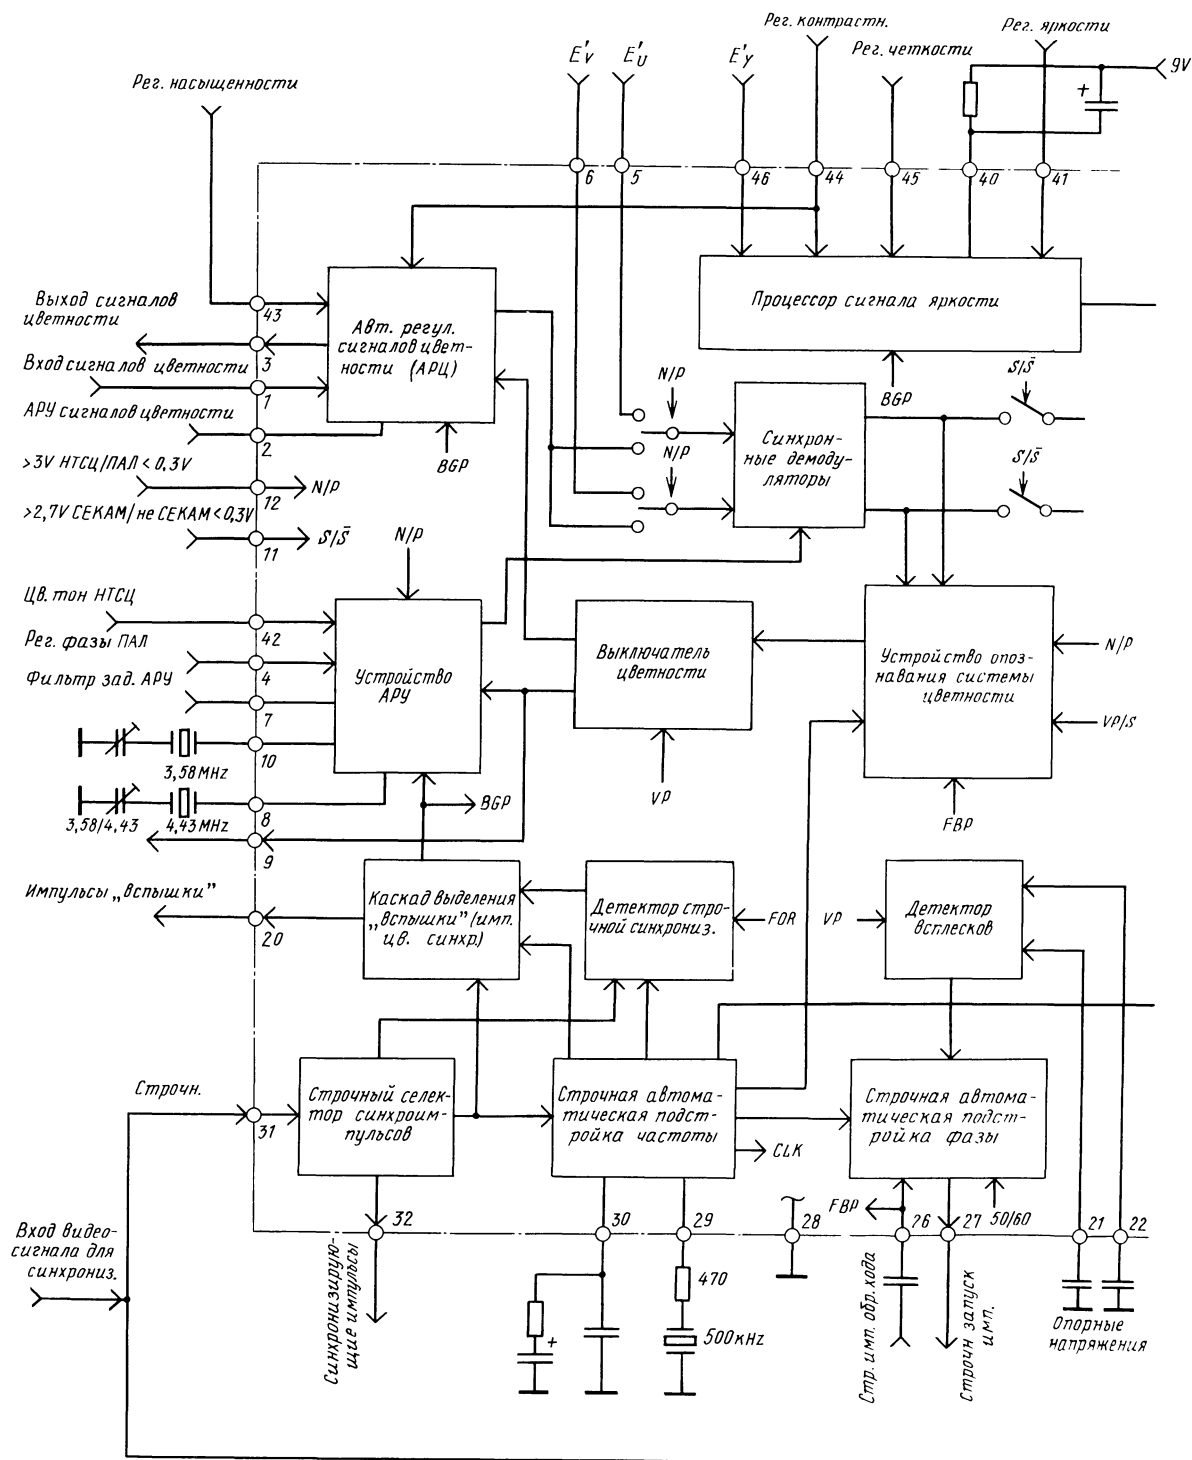 Рег. контрастн.
Рег. яркости
E'V
E'U
E'Y
Рег. четкости
9V
+
Рег. насыщенности
6
5
46
44
45
40
41
Выход сигналов
цветности
43
Авт. регул.
сигналов цвет-
ности (АРЦ)
Процессор сигнала яркости
3
Вход сигналов цветности
1
N/P
BGP
S/S̄
АРУ сигналов цветности
2
BGP
N/P
Синхрон-
ные демоду-
ляторы
S/S̄
>3V НТСЦ/ПАЛ<0,3V
12
N/P
>2,7V СЕКАМ/не СЕКАМ<0,3V
11
S/S̄
N/P
Цв. тон НТСЦ
42
Рег. фазы ПАЛ
4
Фильтр зад. АРУ
7
Устройство
АРУ
Выключатель
цветности
Устройство опоз-
навания системы
цветности
N/P
VP/S
10
3,58MHz
8
3,58/4,43
4,43MHz
BGP
VP
FBP
9
Импульсы „вспышки"
20
Каскад выделения
„вспышки" (имп.
цв. синхр.)
Детектор стро-
чной синхрониз.
FOR
VP
Детектор
всплесков
Строчн.
31
Строчный селек-
тор синхроим-
пульсов
Строчная автома-
тическая подст-
ройка частоты
CLK
Строчная автома-
тическая подст-
ройка фазы
Вход видео-
сигнала для
синхрониз.
32
30
29
28
FBP
26
27
50/60
21
22
Синхронизирую-
щие импульсы
+
470
500kHz
Стр. имп. обр. хода
Строчн запуск
имп.
Опорные
напряжения